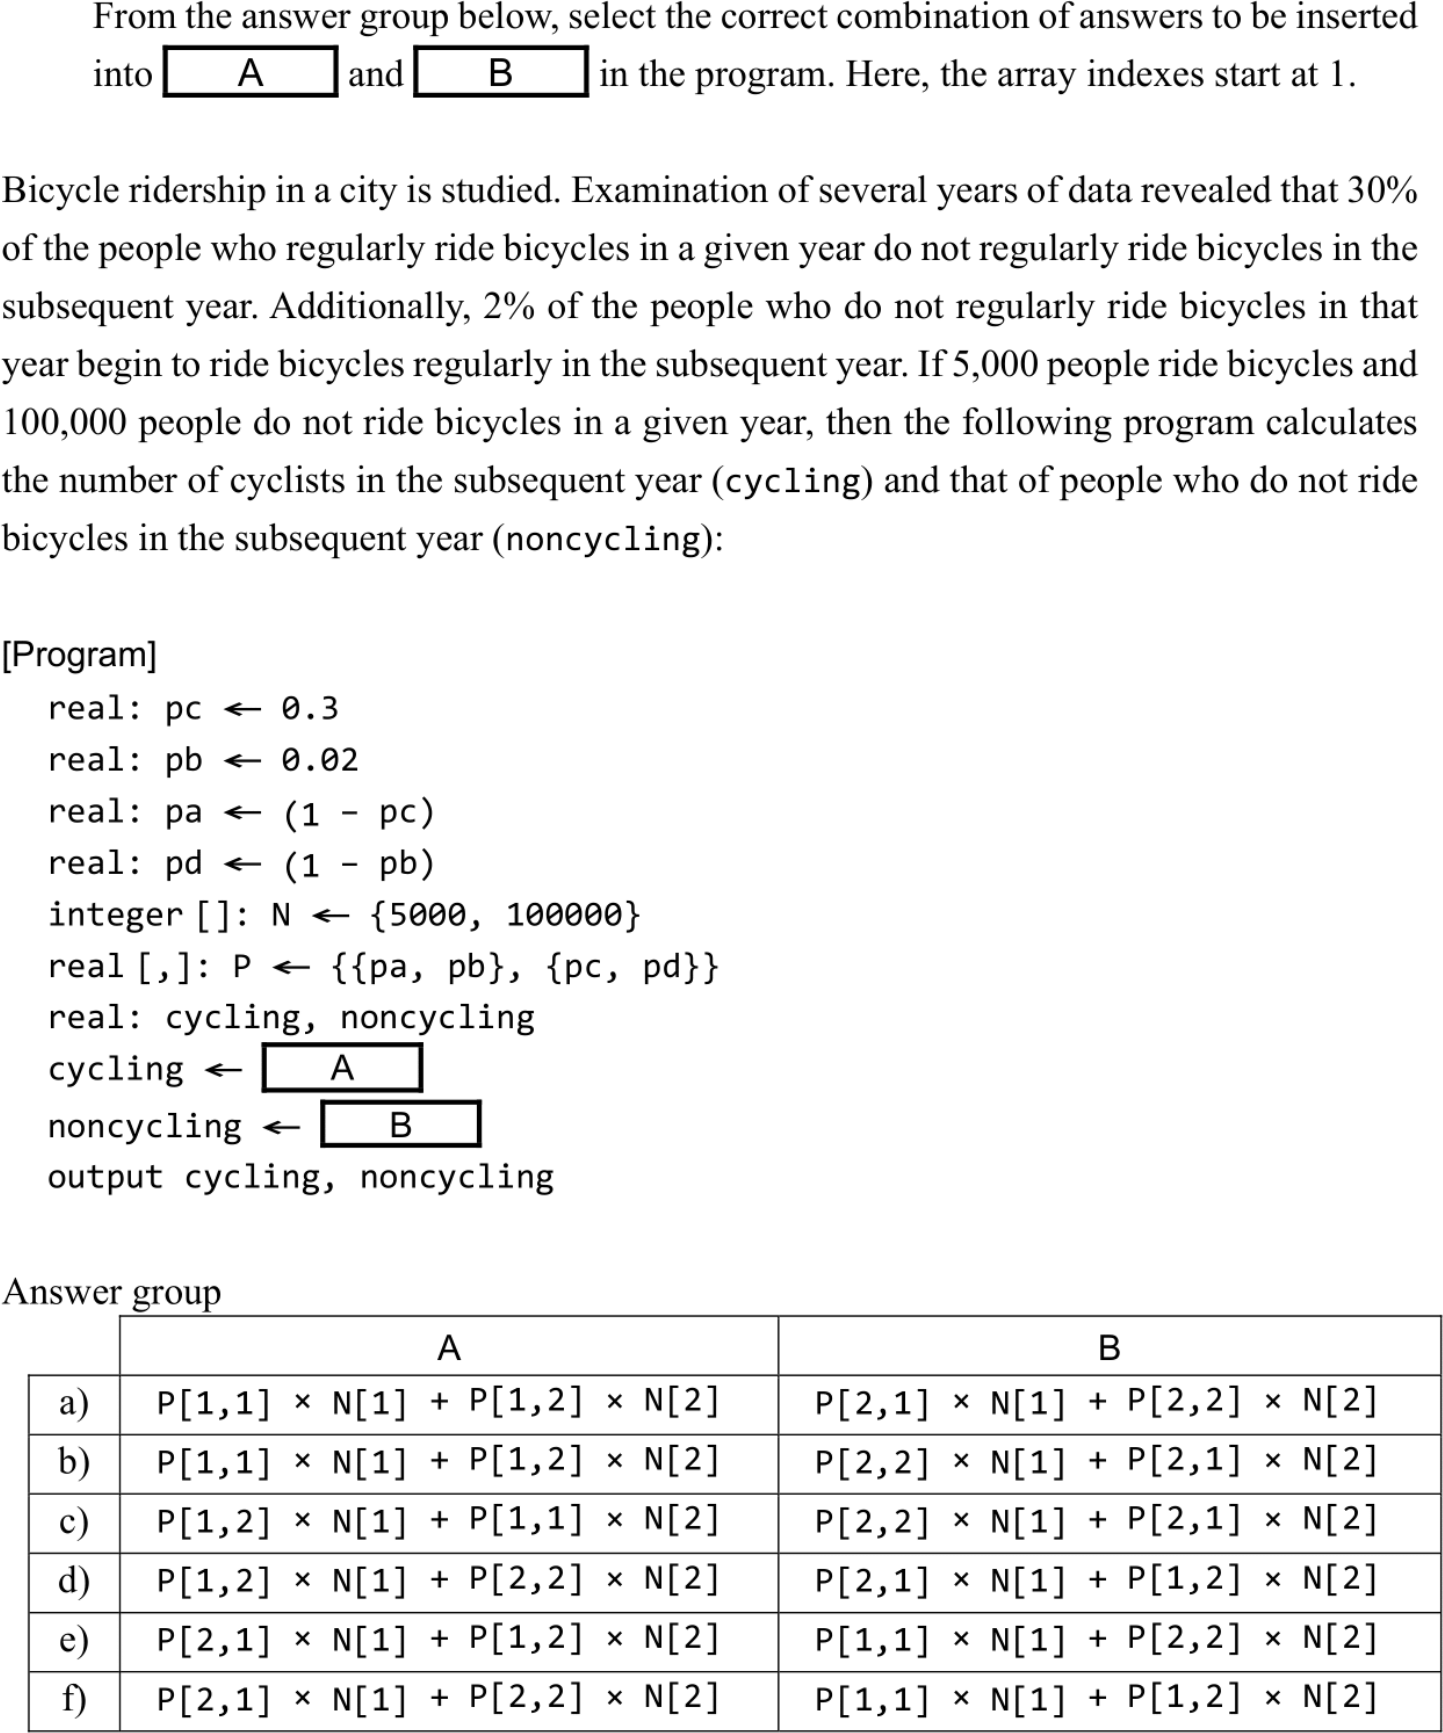 From the answer group below, select the correct combination of answers to be inserted
into A and B in the program. Here, the array indexes start at 1.
Bicycle ridership in a city is studied. Examination of several years of data revealed that 30%
of the people who regularly ride bicycles in a given year do not regularly ride bicycles in the
subsequent year. Additionally, 2% of the people who do not regularly ride bicycles in that
year begin to ride bicycles regularly in the subsequent year. If 5,000 people ride bicycles and
100,000 people do not ride bicycles in a given year, then the following program calculates
the number of cyclists in the subsequent year (cycling) and that of people who do not ride
bicycles in the subsequent year (noncycling):
[Program]
real: pc ← 0.3
real: pb ← 0.02
real: pa ← (1 − pc)
real: pd ← (1 − pb)
integer []: N ← {5000, 100000}
real [,]: P ← {{pa, pb}, {pc, pd}}
real: cycling, noncycling
cycling ← A
noncycling ← B
output cycling, noncycling
Answer group
A B
a) P[1,1] × N[1] + P[1,2] × N[2] P[2,1] × N[1] + P[2,2] × N[2]
b) P[1,1] × N[1] + P[1,2] × N[2] P[2,2] × N[1] + P[2,1] × N[2]
c) P[1,2] × N[1] + P[1,1] × N[2] P[2,2] × N[1] + P[2,1] × N[2]
d) P[1,2] × N[1] + P[2,2] × N[2] P[2,1] × N[1] + P[1,2] × N[2]
e) P[2,1] × N[1] + P[1,2] × N[2] P[1,1] × N[1] + P[2,2] × N[2]
f) P[2,1] × N[1] + P[2,2] × N[2] P[1,1] × N[1] + P[1,2] × N[2]